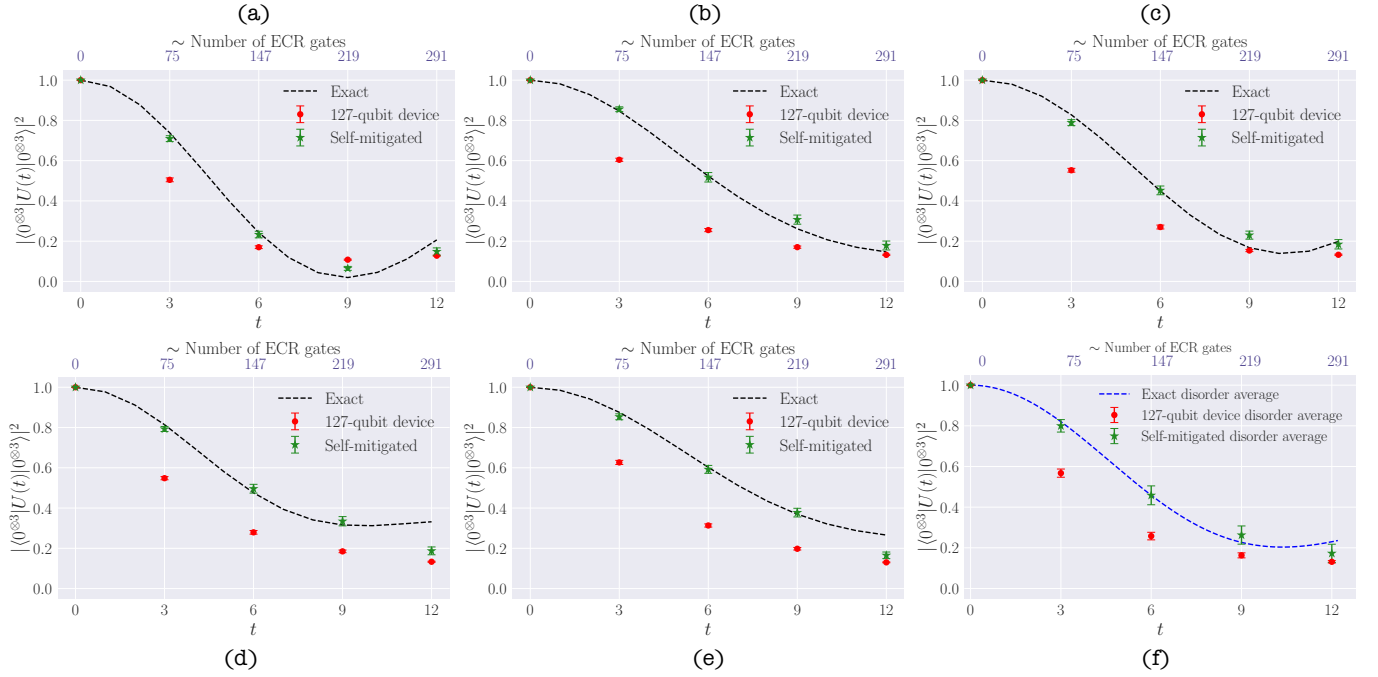 (a) (b) (c)
∼ Number of ECR gates
0 75 147 219 291
1.0
0.8
0.6
0.4
0.2
0.0
|⟨0^{⊗3}|U(t)|0^{⊗3}⟩|^2
Exact
127-qubit device
Self-mitigated
0 3 6 9 12
t
∼ Number of ECR gates
0 75 147 219 291
1.0
0.8
0.6
0.4
0.2
0.0
|⟨0^{⊗3}|U(t)|0^{⊗3}⟩|^2
Exact
127-qubit device
Self-mitigated
0 3 6 9 12
t
∼ Number of ECR gates
0 75 147 219 291
1.0
0.8
0.6
0.4
0.2
0.0
|⟨0^{⊗3}|U(t)|0^{⊗3}⟩|^2
Exact
127-qubit device
Self-mitigated
0 3 6 9 12
t
∼ Number of ECR gates
0 75 147 219 291
1.0
0.8
0.6
0.4
0.2
0.0
|⟨0^{⊗3}|U(t)|0^{⊗3}⟩|^2
Exact
127-qubit device
Self-mitigated
0 3 6 9 12
t
∼ Number of ECR gates
0 75 147 219 291
1.0
0.8
0.6
0.4
0.2
0.0
|⟨0^{⊗3}|U(t)|0^{⊗3}⟩|^2
Exact
127-qubit device
Self-mitigated
0 3 6 9 12
t
∼ Number of ECR gates
0 75 147 219 291
1.0
0.8
0.6
0.4
0.2
0.0
|⟨0^{⊗3}|U(t)|0^{⊗3}⟩|^2
Exact disorder average
127-qubit device disorder average
Self-mitigated disorder average
0 3 6 9 12
t
(d) (e) (f)